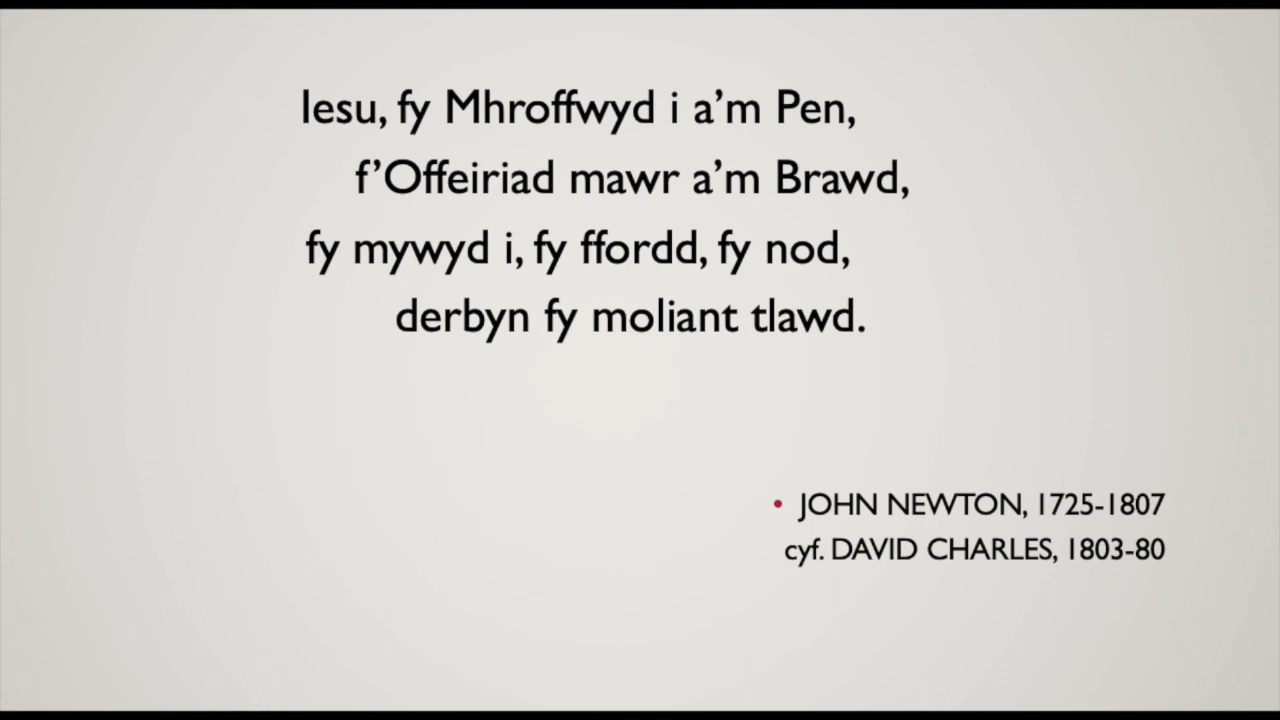 Iesu, fy Mhroffwyd i a’m Pen,
f’Offeiriad mawr a’m Brawd,
fy mywyd i, fy ffordd, fy nod,
derbyn fy moliant tlawd.
• JOHN NEWTON, 1725-1807
cyf. DAVID CHARLES, 1803-80